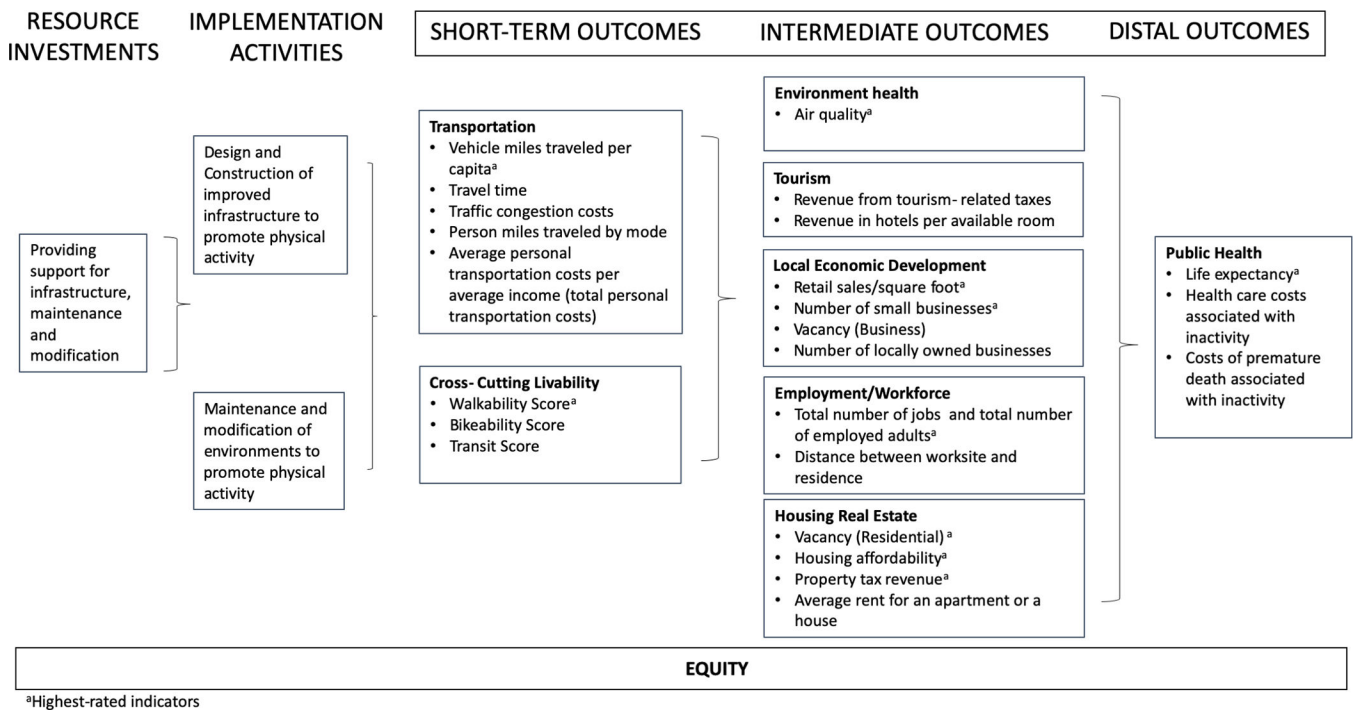 RESOURCE
INVESTMENTS
IMPLEMENTATION
ACTIVITIES
SHORT-TERM OUTCOMES
INTERMEDIATE OUTCOMES
DISTAL OUTCOMES
Providing
support for
infrastructure,
maintenance
and
modification
Design and
Construction of
improved
infrastructure to
promote physical
activity
Maintenance and
modification of
environments to
promote physical
activity
Transportation
• Vehicle miles traveled per
capitaᵃ
• Travel time
• Traffic congestion costs
• Person miles traveled by mode
• Average personal
transportation costs per
average income (total personal
transportation costs)
Cross- Cutting Livability
• Walkability Scoreᵃ
• Bikeability Score
• Transit Score
Environment health
• Air qualityᵃ
Tourism
• Revenue from tourism- related taxes
• Revenue in hotels per available room
Local Economic Development
• Retail sales/square footᵃ
• Number of small businessesᵃ
• Vacancy (Business)
• Number of locally owned businesses
Employment/Workforce
• Total number of jobs and total number
of employed adultsᵃ
• Distance between worksite and
residence
Housing Real Estate
• Vacancy (Residential) ᵃ
• Housing affordabilityᵃ
• Property tax revenueᵃ
• Average rent for an apartment or a
house
Public Health
• Life expectancyᵃ
• Health care costs
associated with
inactivity
• Costs of premature
death associated
with inactivity
EQUITY
ᵃHighest-rated indicators